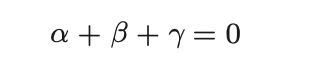 α + β + γ = 0